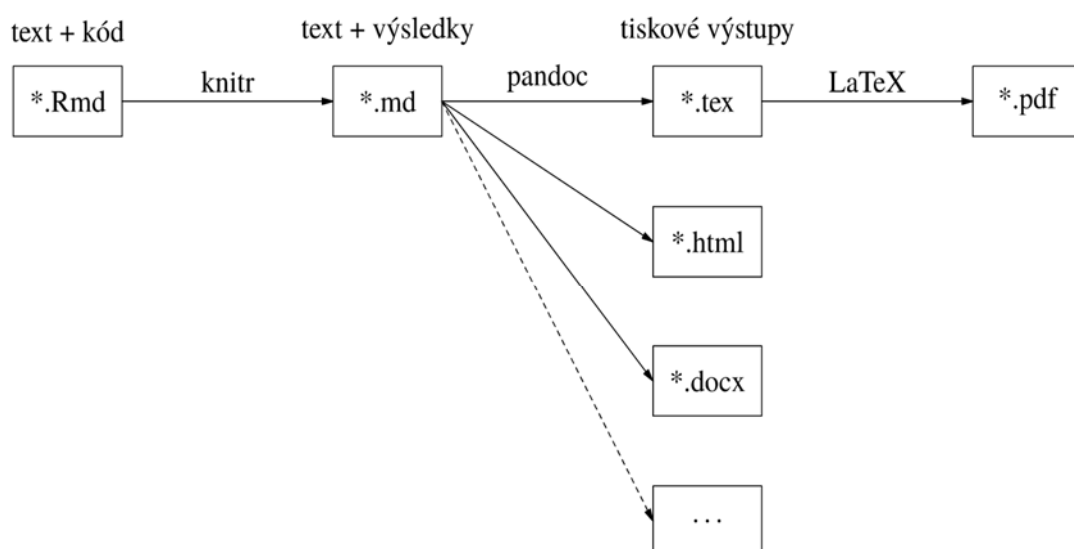 text + kód
text + výsledky
tiskové výstupy
*.Rmd
knitr
*.md
pandoc
*.tex
LaTeX
*.pdf
*.html
*.docx
...